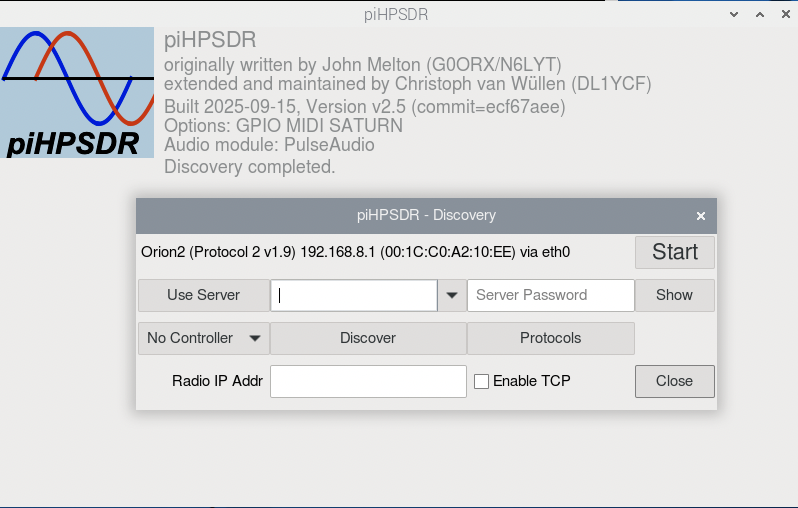 piHPSDR
piHPSDR
piHPSDR
originally written by John Melton (G0ORX/N6LYT)
extended and maintained by Christoph van Wüllen (DL1YCF)
Built 2025-09-15, Version v2.5 (commit=ecf67aee)
Options: GPIO MIDI SATURN
Audio module: PulseAudio
Discovery completed.
piHPSDR - Discovery
Orion2 (Protocol 2 v1.9) 192.168.8.1 (00:1C:C0:A2:10:EE) via eth0 Start
Use Server Server Password Show
No Controller Discover Protocols
Radio IP Addr Enable TCP Close